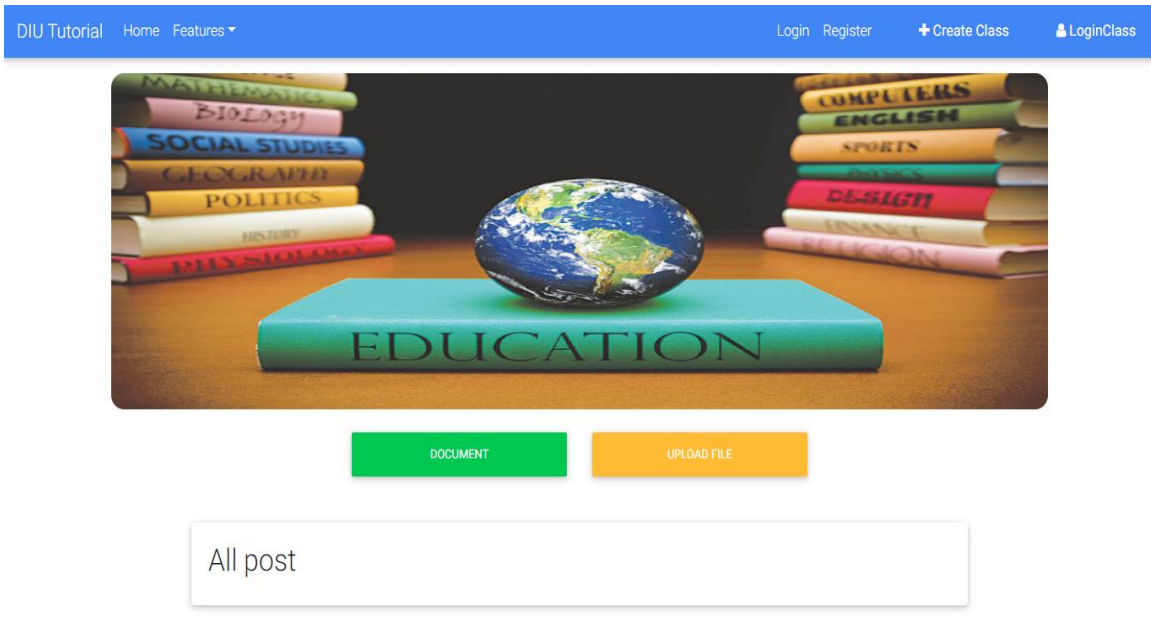 DIU Tutorial Home Features Login Register Create Class LoginClass
MATHEMATICS
BIOLOGY
SOCIAL STUDIES
GEOGRAPHY
POLITICS
HISTORY
PHYSIOLOGY
COMPUTERS
ENGLISH
SPORTS
PHYSICS
DESIGN
FINANCE
RELIGION
EDUCATION
DOCUMENT UPLOAD FILE
All post